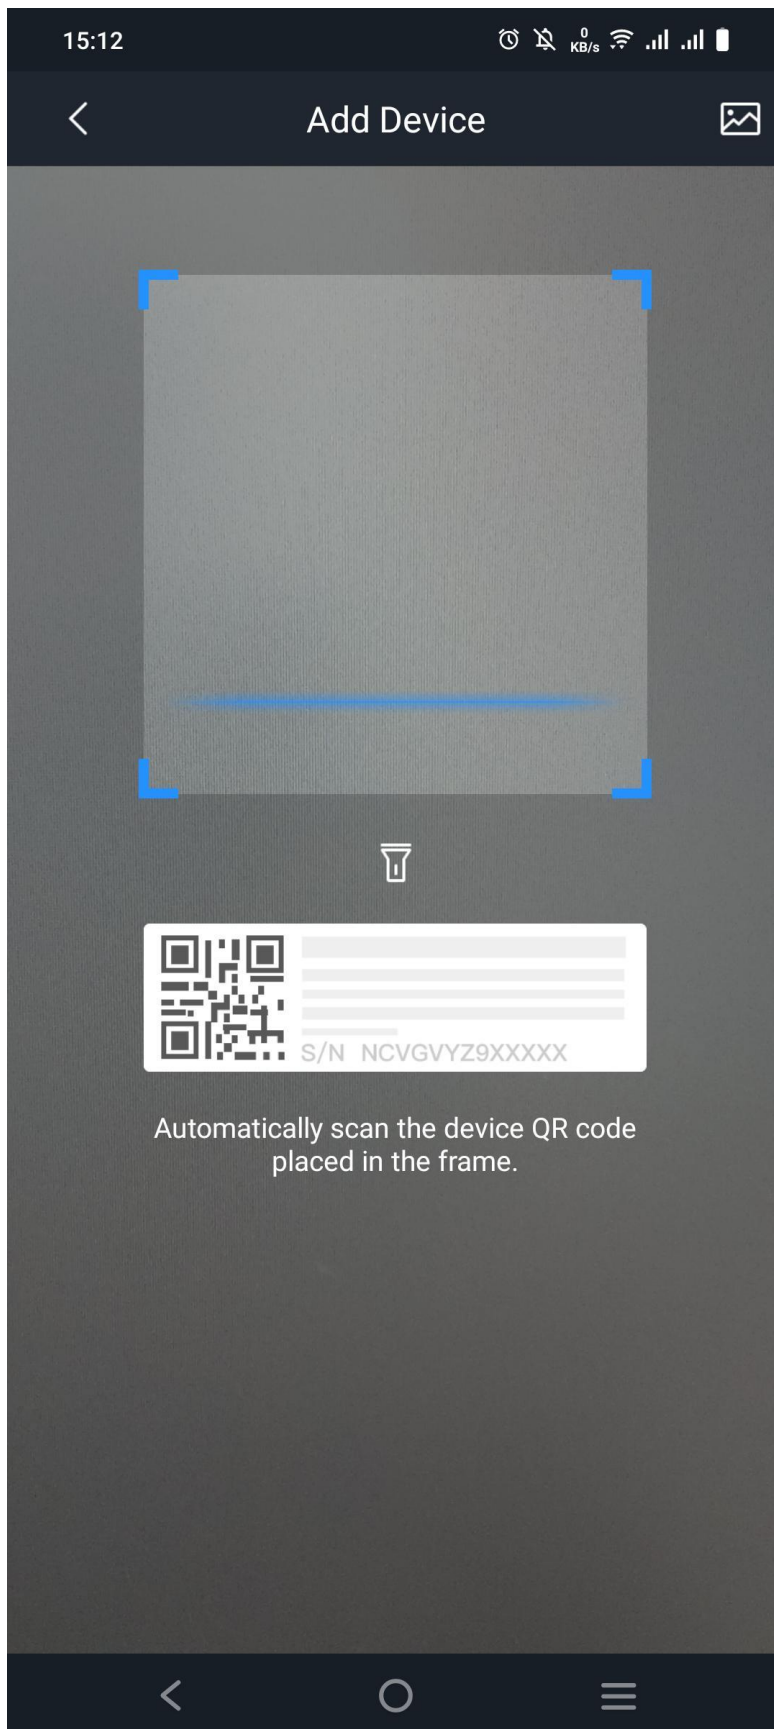 15:12
0
KB/s
Add Device
S/N NCVGVYZ9XXXXX
Automatically scan the device QR code
placed in the frame.